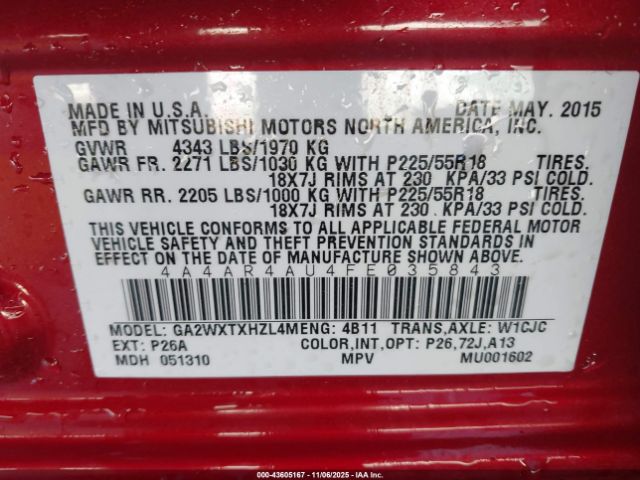 MADE IN U.S.A. DATE MAY. 2015
MFD BY MITSUBISHI MOTORS NORTH AMERICA, INC.
GVWR 4343 LBS/1970 KG
GAWR FR. 2271 LBS/1030 KG WITH P225/55R18 TIRES.
18X7J RIMS AT 230 KPA/33 PSI COLD.
GAWR RR. 2205 LBS/1000 KG WITH P225/55R18 TIRES.
18X7J RIMS AT 230 KPA/33 PSI COLD.
THIS VEHICLE CONFORMS TO ALL APPLICABLE FEDERAL MOTOR
VEHICLE SAFETY AND THEFT PREVENTION STANDARDS IN
EFFECT ON THE DATE OF MANUFACTURE SHOWN ABOVE.
4A4AR4AU4FE035843
MODEL: GA2WXTXHZL4M ENG: 4B11 TRANS,AXLE: W1CJC
EXT: P26A COLOR,INT,OPT: P26,72J,A13
MDH 051310 MPV MU001602
000-43605167 - 11/06/2025 - IAAI.COM